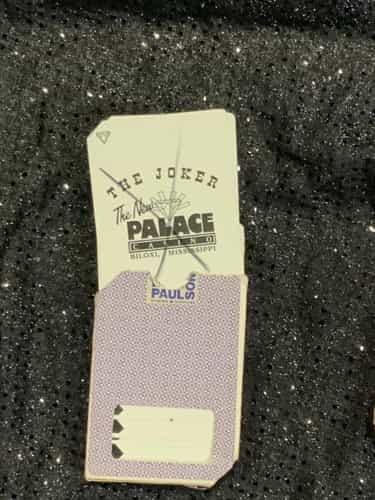 THE JOKER
The New
PALACE
CASINO
BILOXI, MISSISSIPPI
PAULSON